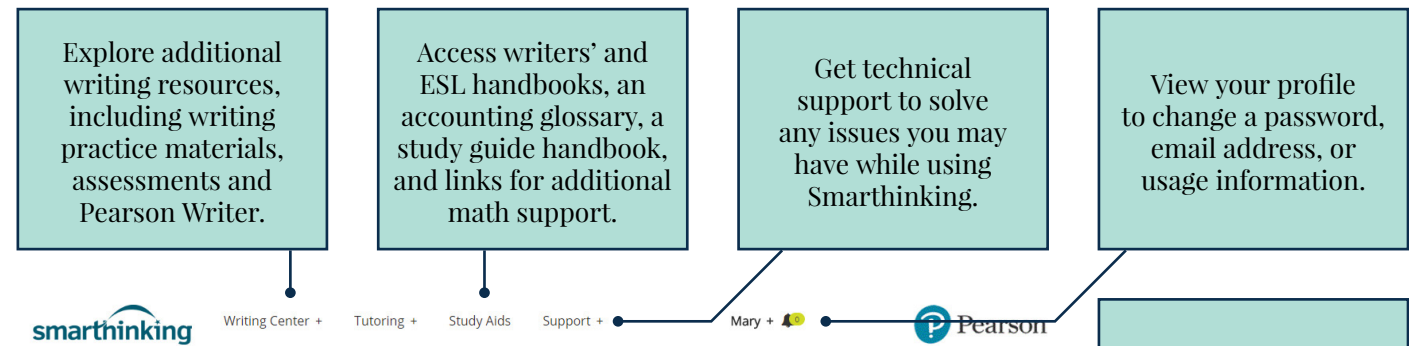 Explore additional
writing resources,
including writing
practice materials,
assessments and
Pearson Writer.
Access writers’ and
ESL handbooks, an
accounting glossary, a
study guide handbook,
and links for additional
math support.
Get technical
support to solve
any issues you may
have while using
Smarthinking.
View your profile
to change a password,
email address, or
usage information.
smarthinking Writing Center + Tutoring + Study Aids Support + Mary + 0 P Pearson